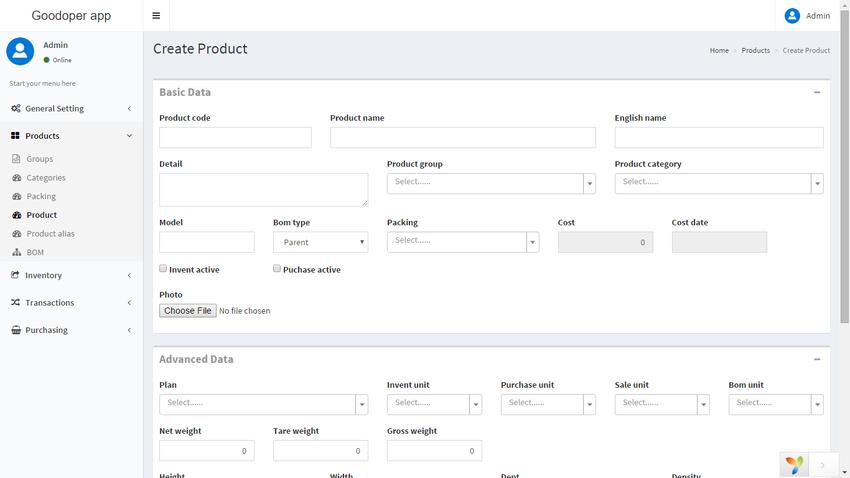 Goodoper app
Admin
Admin
Online
Start your menu here
General Setting
Products
Groups
Categories
Packing
Product
Product alias
BOM
Inventory
Transactions
Purchasing
Create Product
Home > Products > Create Product
Basic Data
Product code Product name English name
Detail Product group Product category
Select...... Select......
Model Bom type Packing Cost Cost date
Parent Select...... 0
Invent active Puchase active
Photo
Choose File No file chosen
Advanced Data
Plan Invent unit Purchase unit Sale unit Bom unit
Select...... Select...... Select...... Select...... Select......
Net weight Tare weight Gross weight
0 0 0
Height Width Dept Density